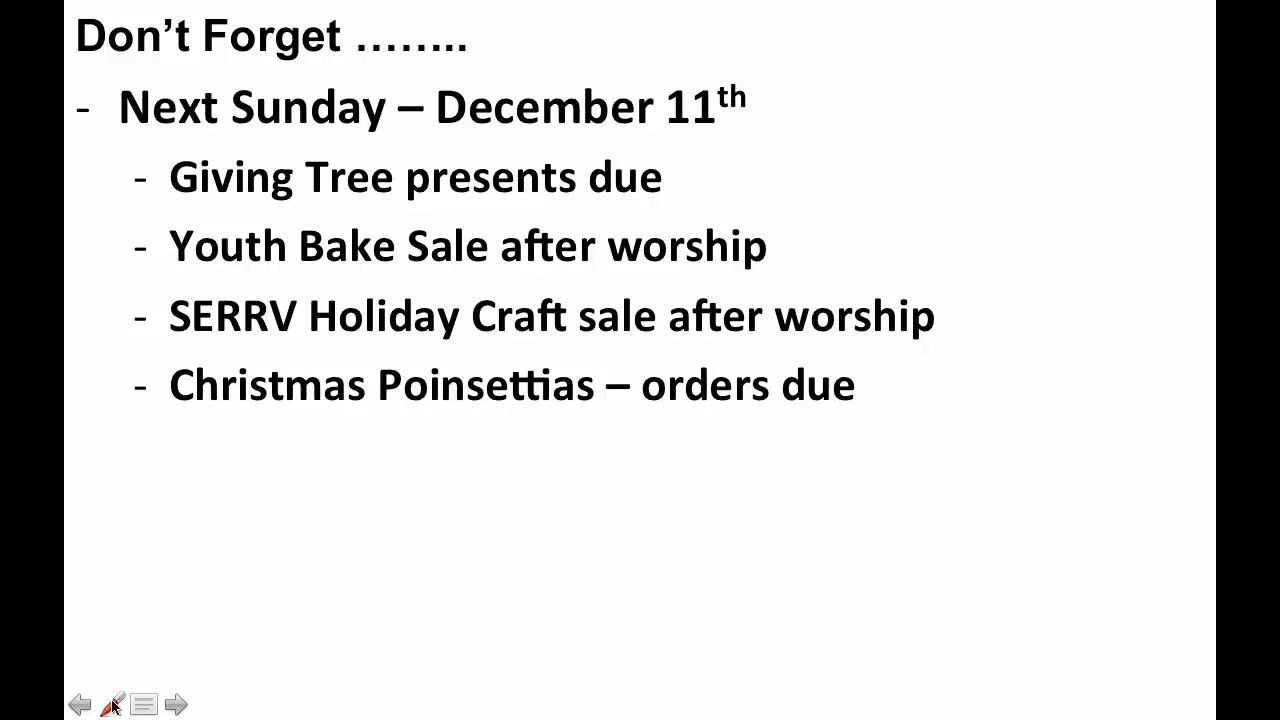 Don’t Forget ……..
- Next Sunday – December 11th
- Giving Tree presents due
- Youth Bake Sale after worship
- SERRV Holiday Craft sale after worship
- Christmas Poinsettias – orders due